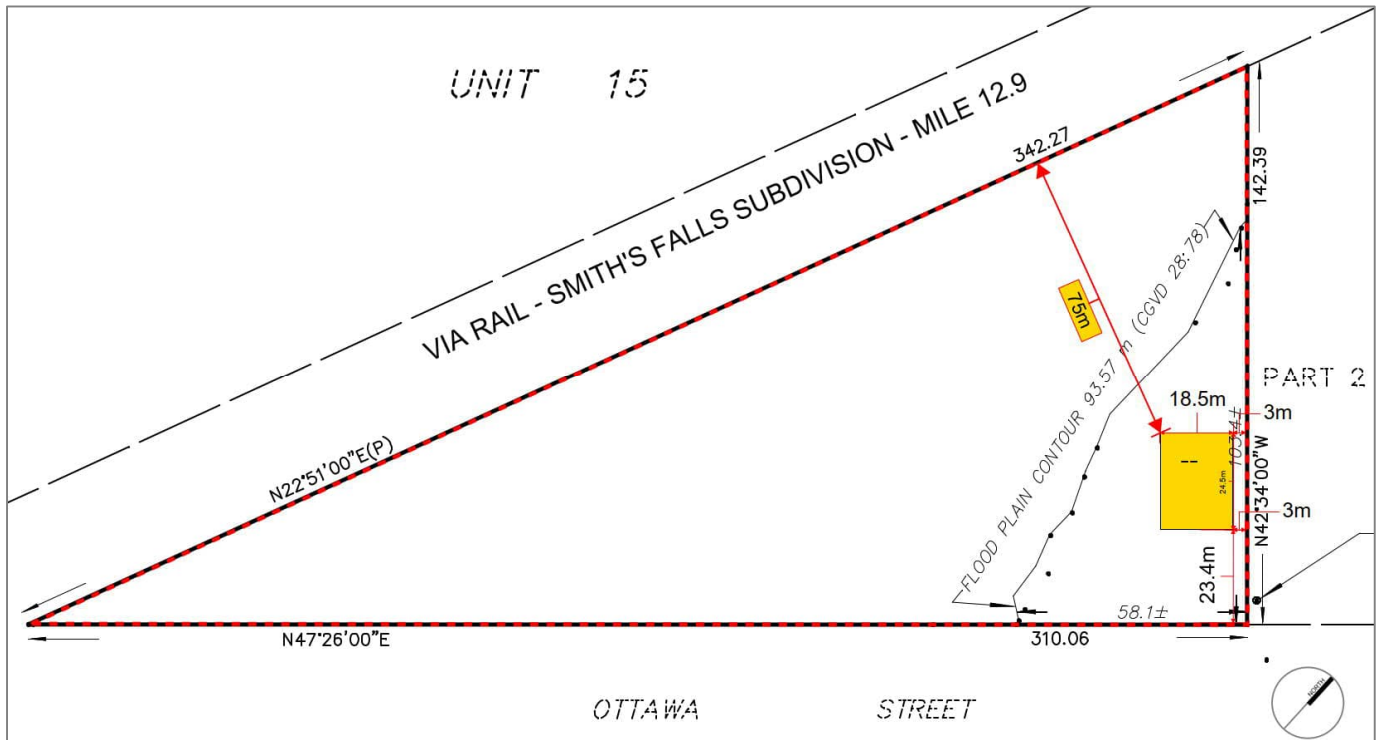 UNIT 15
VIA RAIL - SMITH'S FALLS SUBDIVISION - MILE 12.9
342.27
142.39
75m
FLOOD PLAIN CONTOUR 93.57 m (CGVD 28:78)
PART 2
18.5m
3m
103.4±
N22°51'00"E(P)
24.5m
N42°34'00"W
3m
23.4m
58.1±
N47°26'00"E
310.06
OTTAWA STREET
NORTH